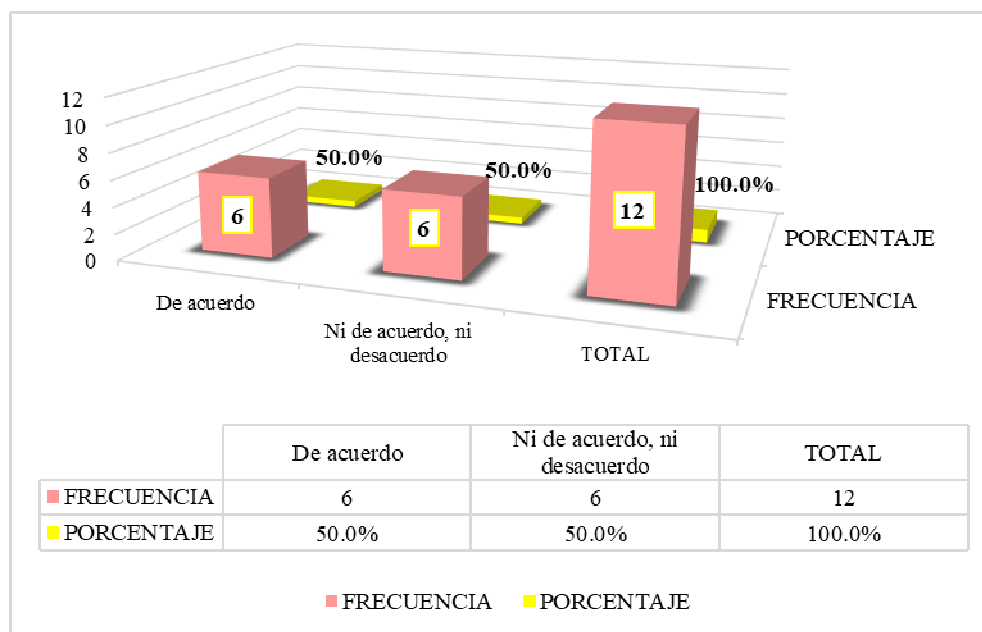 12
10
8
6
4
2
0
50.0%
50.0%
100.0%
6
6
12
PORCENTAJE
FRECUENCIA
De acuerdo
Ni de acuerdo, ni
desacuerdo
TOTAL
De acuerdo
Ni de acuerdo, ni
desacuerdo
TOTAL
FRECUENCIA 6 6 12
PORCENTAJE 50.0% 50.0% 100.0%
FRECUENCIA PORCENTAJE